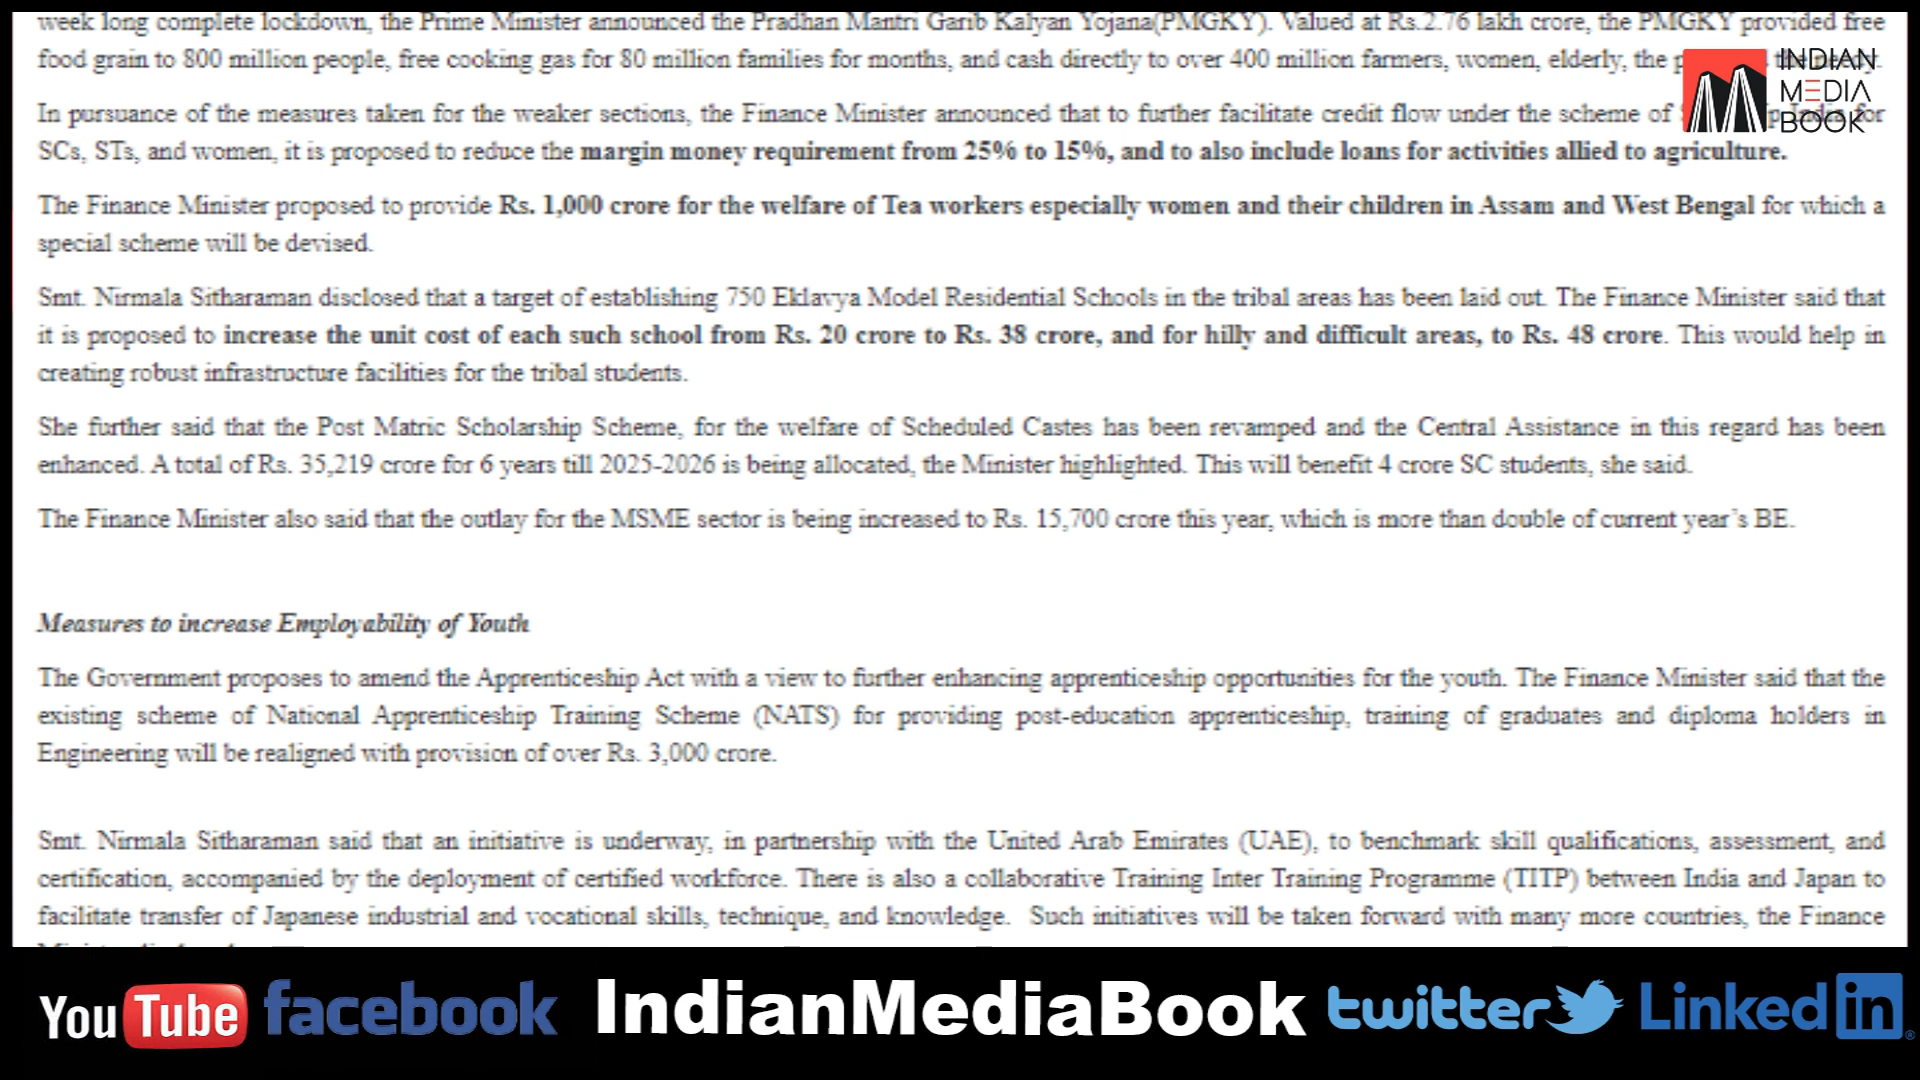 week long complete lockdown, the Prime Minister announced the Pradhan Mantri Garib Kalyan Yojana(PMGKY). Valued at Rs.2.76 lakh crore, the PMGKY provided free
food grain to 800 million people, free cooking gas for 80 million families for months, and cash directly to over 400 million farmers, women, elderly, the
INDIAN
MEDIA
BOOK
In pursuance of the measures taken for the weaker sections, the Finance Minister announced that to further facilitate credit flow under the scheme of for
SCs, STs, and women, it is proposed to reduce the margin money requirement from 25% to 15%, and to also include loans for activities allied to agriculture.
The Finance Minister proposed to provide Rs. 1,000 crore for the welfare of Tea workers especially women and their children in Assam and West Bengal for which a
special scheme will be devised.
Smt. Nirmala Sitharaman disclosed that a target of establishing 750 Eklavya Model Residential Schools in the tribal areas has been laid out. The Finance Minister said that
it is proposed to increase the unit cost of each such school from Rs. 20 crore to Rs. 38 crore, and for hilly and difficult areas, to Rs. 48 crore. This would help in
creating robust infrastructure facilities for the tribal students.
She further said that the Post Matric Scholarship Scheme, for the welfare of Scheduled Castes has been revamped and the Central Assistance in this regard has been
enhanced. A total of Rs. 35,219 crore for 6 years till 2025-2026 is being allocated, the Minister highlighted. This will benefit 4 crore SC students, she said.
The Finance Minister also said that the outlay for the MSME sector is being increased to Rs. 15,700 crore this year, which is more than double of current year’s BE.
Measures to increase Employability of Youth
The Government proposes to amend the Apprenticeship Act with a view to further enhancing apprenticeship opportunities for the youth. The Finance Minister said that the
existing scheme of National Apprenticeship Training Scheme (NATS) for providing post-education apprenticeship, training of graduates and diploma holders in
Engineering will be realigned with provision of over Rs. 3,000 crore.
Smt. Nirmala Sitharaman said that an initiative is underway, in partnership with the United Arab Emirates (UAE), to benchmark skill qualifications, assessment, and
certification, accompanied by the deployment of certified workforce. There is also a collaborative Training Inter Training Programme (TITP) between India and Japan to
facilitate transfer of Japanese industrial and vocational skills, technique, and knowledge. Such initiatives will be taken forward with many more countries, the Finance
YouTube facebook IndianMediaBook twitter Linked in ®